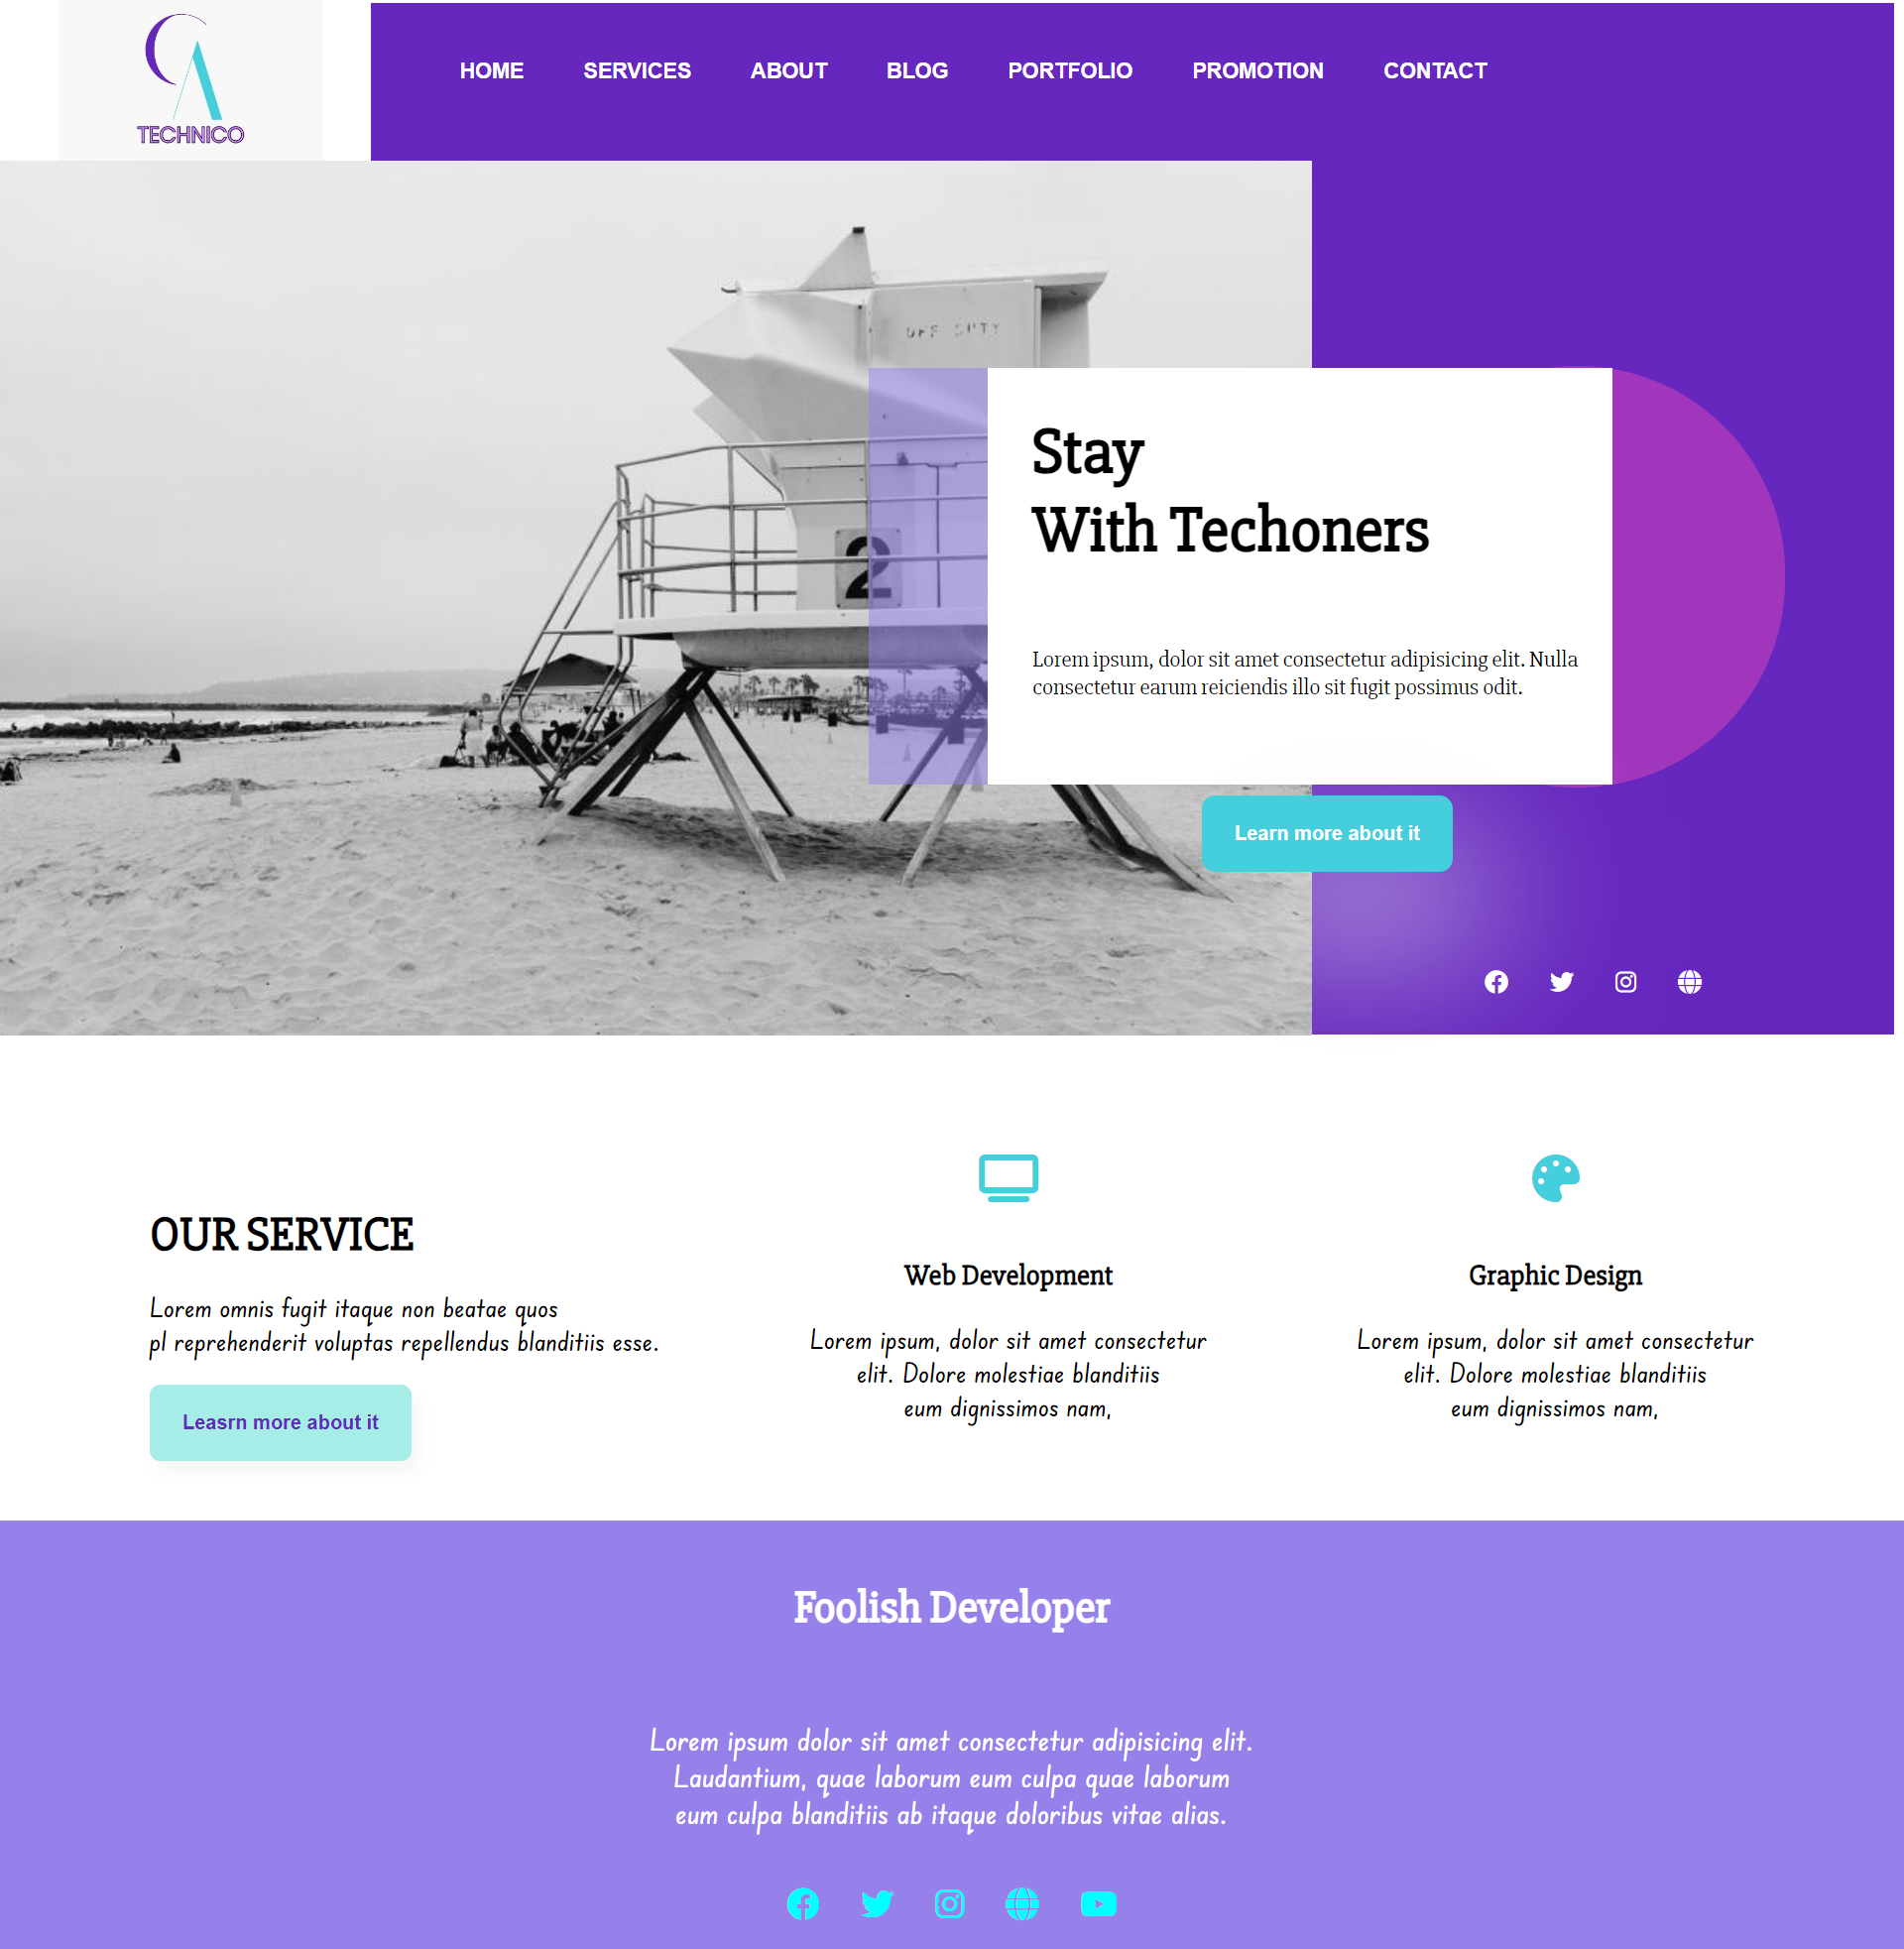 TECHNICO
HOME SERVICES ABOUT BLOG PORTFOLIO PROMOTION CONTACT
OFF DUTY
Stay
With Techoners
2
Lorem ipsum, dolor sit amet consectetur adipisicing elit. Nulla
consectetur earum reiciendis illo sit fugit possimus odit.
Learn more about it
OUR SERVICE
Lorem omnis fugit itaque non beatae quos
pl reprehenderit voluptas repellendus blanditiis esse.
Leasrn more about it
Web Development
Lorem ipsum, dolor sit amet consectetur
elit. Dolore molestiae blanditiis
eum dignissimos nam,
Graphic Design
Lorem ipsum, dolor sit amet consectetur
elit. Dolore molestiae blanditiis
eum dignissimos nam,
Foolish Developer
Lorem ipsum dolor sit amet consectetur adipisicing elit.
Laudantium, quae laborum eum culpa quae laborum
eum culpa blanditiis ab itaque doloribus vitae alias.